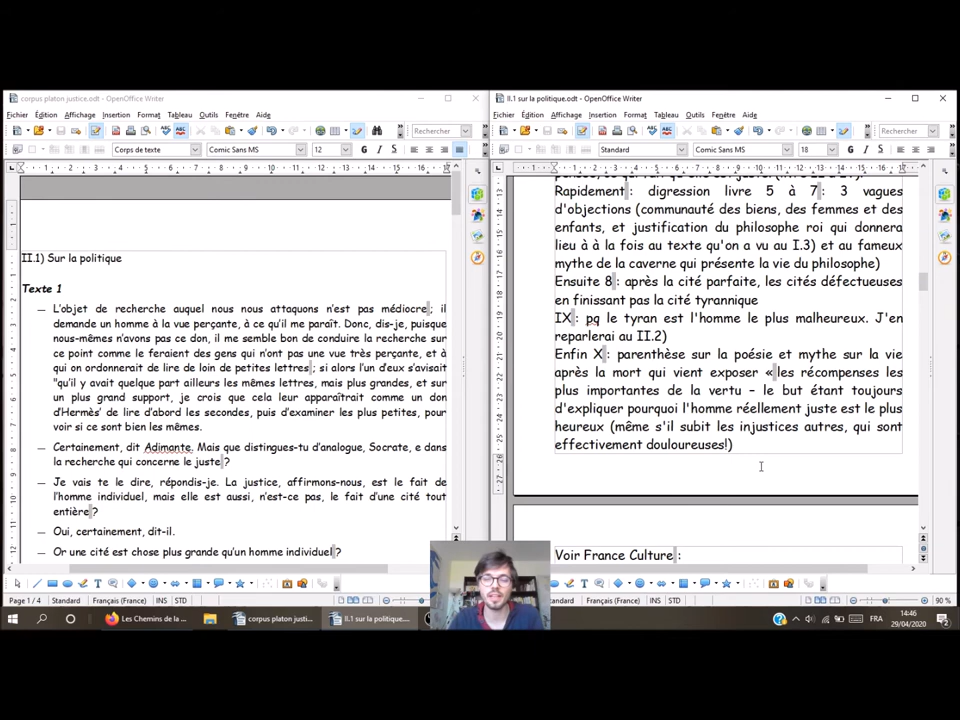 corpus platon justice.odt - OpenOffice Writer
Fichier Édition Affichage Insertion Format Tableau Outils Fenêtre Aide
Rechercher
Corps de texte Comic Sans MS 12 G I S
II.1) Sur la politique
Texte 1
— L'objet de recherche auquel nous nous attaquons n'est pas médiocre ; il
demande un homme à la vue perçante, à ce qu'il me paraît. Donc, dis-je, puisque
nous-mêmes n'avons pas ce don, il me semble bon de conduire la recherche sur
ce point comme le feraient des gens qui n'ont pas une vue très perçante, et à
qui on ordonnerait de lire de loin de petites lettres ; si alors l'un d'eux s'avisait
"qu'il y avait quelque part ailleurs les mêmes lettres, mais plus grandes, et sur
un plus grand support, je crois que cela leur apparaîtrait comme un don
d'Hermès' de lire d'abord les secondes, puis d'examiner les plus petites, pour
voir si ce sont bien les mêmes.
— Certainement, dit Adimante. Mais que distingues-tu d'analogue, Socrate, e dans
la recherche qui concerne le juste ?
— Je vais te le dire, répondis-je. La justice, affirmons-nous, est le fait de
l'homme individuel, mais elle est aussi, n'est-ce pas, le fait d'une cité tout
entière ?
— Oui, certainement, dit-il.
— Or une cité est chose plus grande qu'un homme individuel ?
Page 1 / 4 Standard Français (France) INS STD
II.1 sur la politique.odt - OpenOffice Writer
Fichier Édition Affichage Insertion Format Tableau Outils Fenêtre Aide
Rechercher
Standard Comic Sans MS 18 G I S
Rapidement : digression livre 5 à 7 : 3 vagues
d'objections (communauté des biens, des femmes et des
enfants, et justification du philosophe roi qui donnera
lieu à à la fois au texte qu'on a vu au I.3) et au fameux
mythe de la caverne qui présente la vie du philosophe)
Ensuite 8 : après la cité parfaite, les cités défectueuses
en finissant pas la cité tyrannique
IX : pq le tyran est l'homme le plus malheureux. J'en
reparlerai au II.2)
Enfin X : parenthèse sur la poésie et mythe sur la vie
après la mort qui vient exposer « les récompenses les
plus importantes de la vertu – le but étant toujours
d'expliquer pourquoi l'homme réellement juste est le plus
heureux (même s'il subit les injustices autres, qui sont
effectivement douloureuses!)
Voir France Culture :
Standard Français (France) INS STD 90 %
Les Chemins de la ... corpus platon justi... II.1 sur la politique....
FRA 14:46
29/04/2020